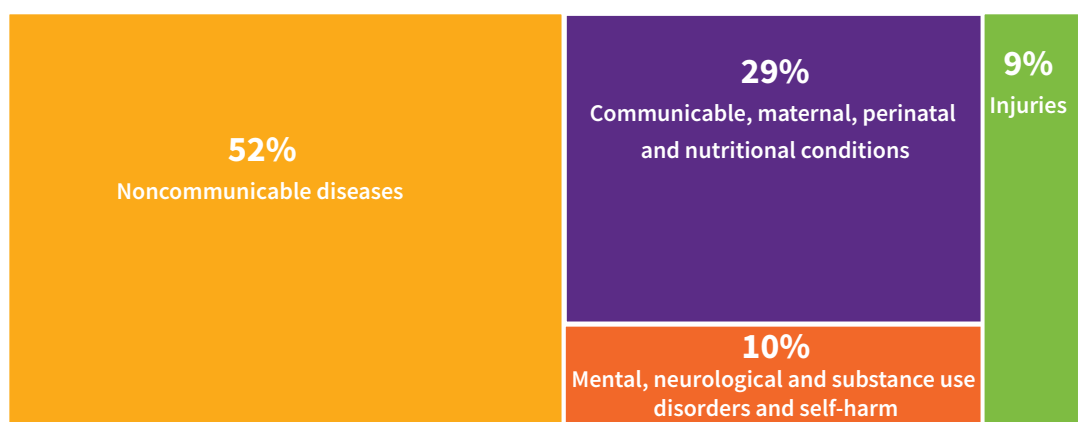 52%
Noncommunicable diseases
29%
Communicable, maternal, perinatal
and nutritional conditions
10%
Mental, neurological and substance use
disorders and self-harm
9%
Injuries